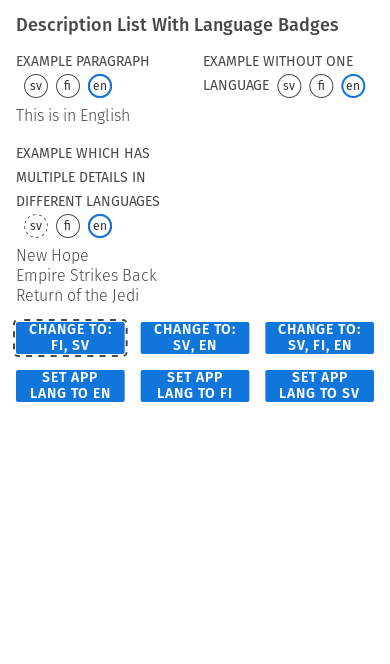 Description List With Language Badges
EXAMPLE PARAGRAPH
sv fi en
This is in English
EXAMPLE WITHOUT ONE
LANGUAGE sv fi en
EXAMPLE WHICH HAS
MULTIPLE DETAILS IN
DIFFERENT LANGUAGES
sv fi en
New Hope
Empire Strikes Back
Return of the Jedi
CHANGE TO:
FI, SV
CHANGE TO:
SV, EN
CHANGE TO:
SV, FI, EN
SET APP
LANG TO EN
SET APP
LANG TO FI
SET APP
LANG TO SV